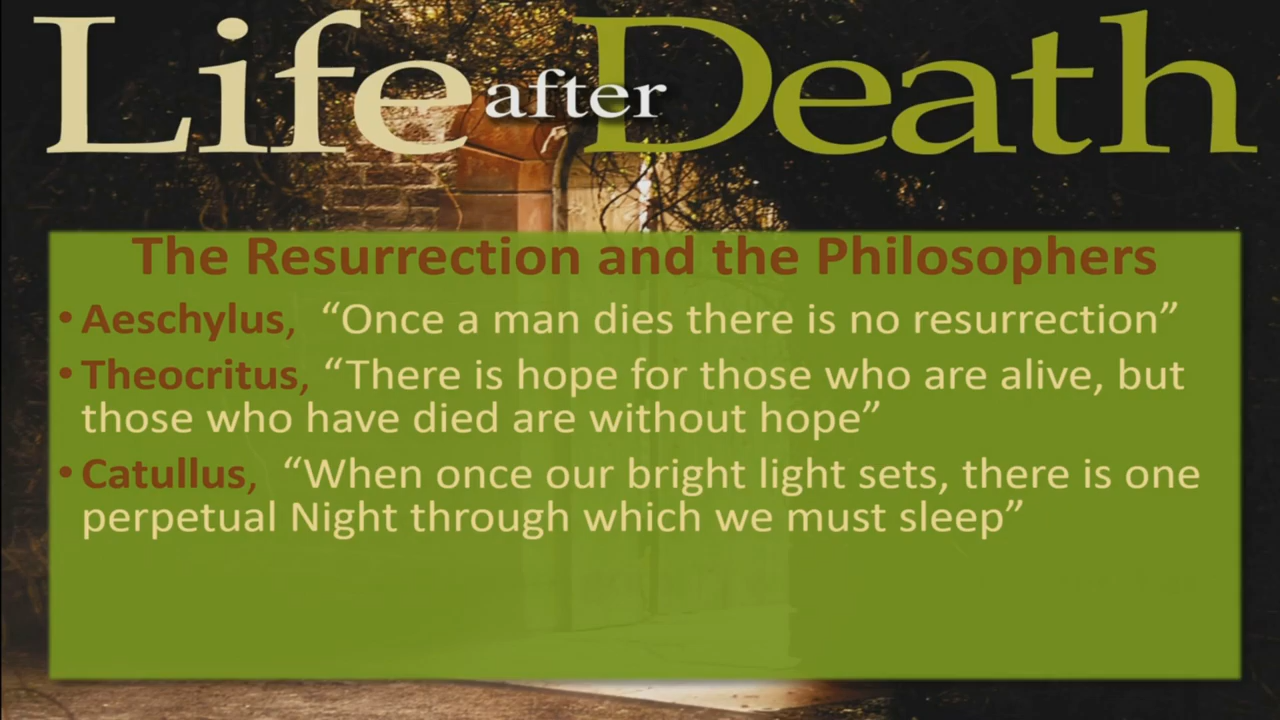 Life after Death
The Resurrection and the Philosophers
• Aeschylus, “Once a man dies there is no resurrection”
• Theocritus, “There is hope for those who are alive, but
those who have died are without hope”
• Catullus, “When once our bright light sets, there is one
perpetual Night through which we must sleep”